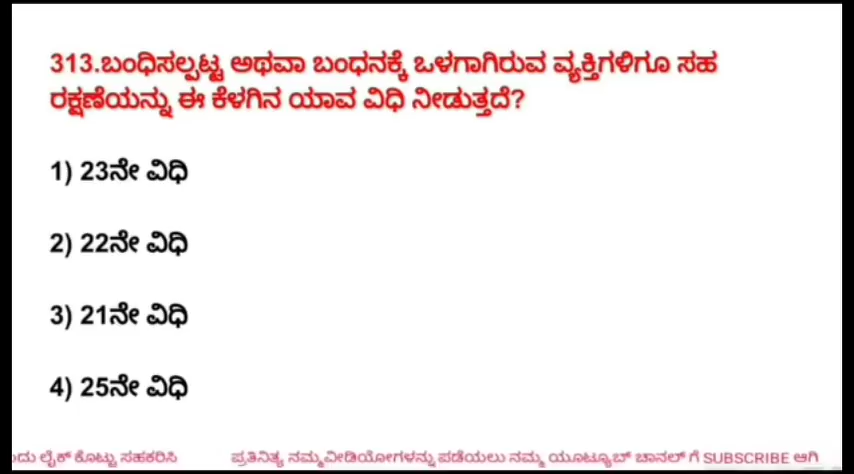 313.ಬಂಧಿಸಲ್ಪಟ್ಟ ಅಥವಾ ಬಂಧನಕ್ಕೆ ಒಳಗಾಗಿರುವ ವ್ಯಕ್ತಿಗಳಿಗೂ ಸಹ
ರಕ್ಷಣೆಯನ್ನು ಈ ಕೆಳಗಿನ ಯಾವ ವಿಧಿ ನೀಡುತ್ತದೆ?
1) 23ನೇ ವಿಧಿ
2) 22ನೇ ವಿಧಿ
3) 21ನೇ ವಿಧಿ
4) 25ನೇ ವಿಧಿ
ಲೈಕ್ ಕೊಟ್ಟು ಸಹಕರಿಸಿ ಪ್ರತಿನಿತ್ಯ ನಮ್ಮ ವೀಡಿಯೋಗಳನ್ನು ಪಡೆಯಲು ನಮ್ಮ ಯೂಟ್ಯೂಬ್ ಚಾನಲ್ ಗೆ SUBSCRIBE ಆಗಿ